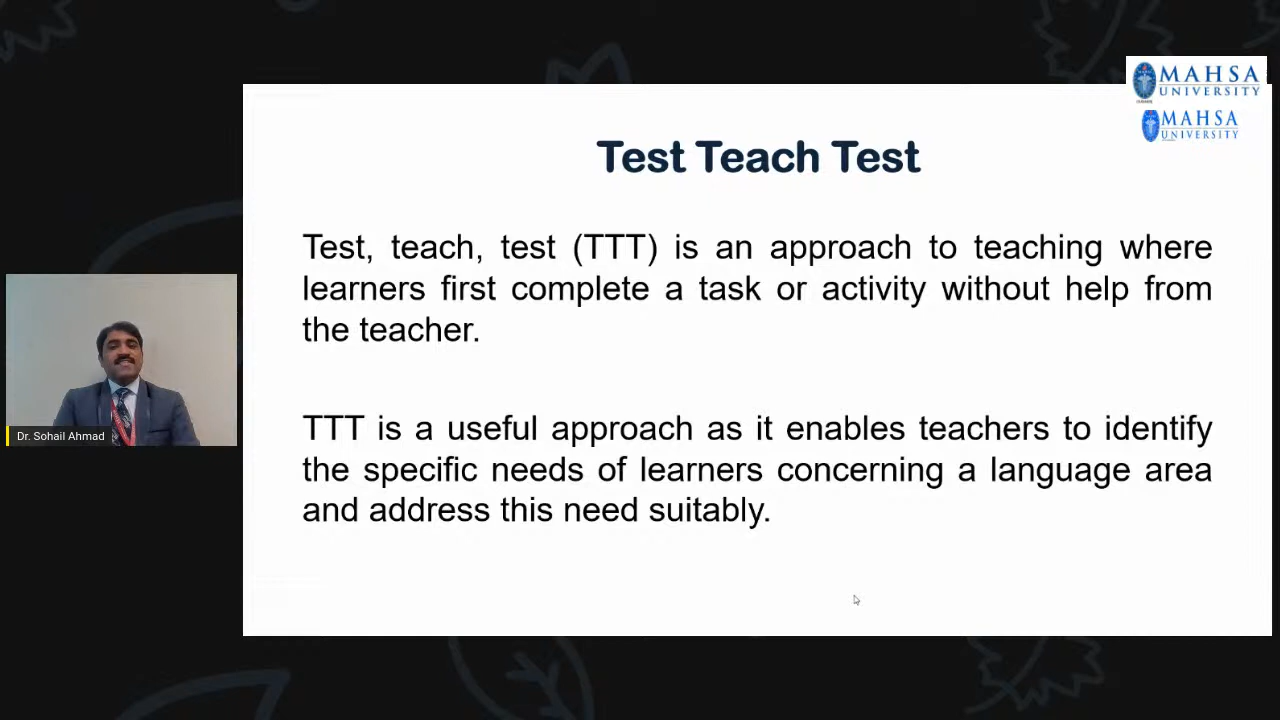 MAHSA
UNIVERSITY
MAHSA
UNIVERSITY
Test Teach Test
Test, teach, test (TTT) is an approach to teaching where
learners first complete a task or activity without help from
the teacher.
TTT is a useful approach as it enables teachers to identify
the specific needs of learners concerning a language area
and address this need suitably.
Dr. Sohail Ahmad